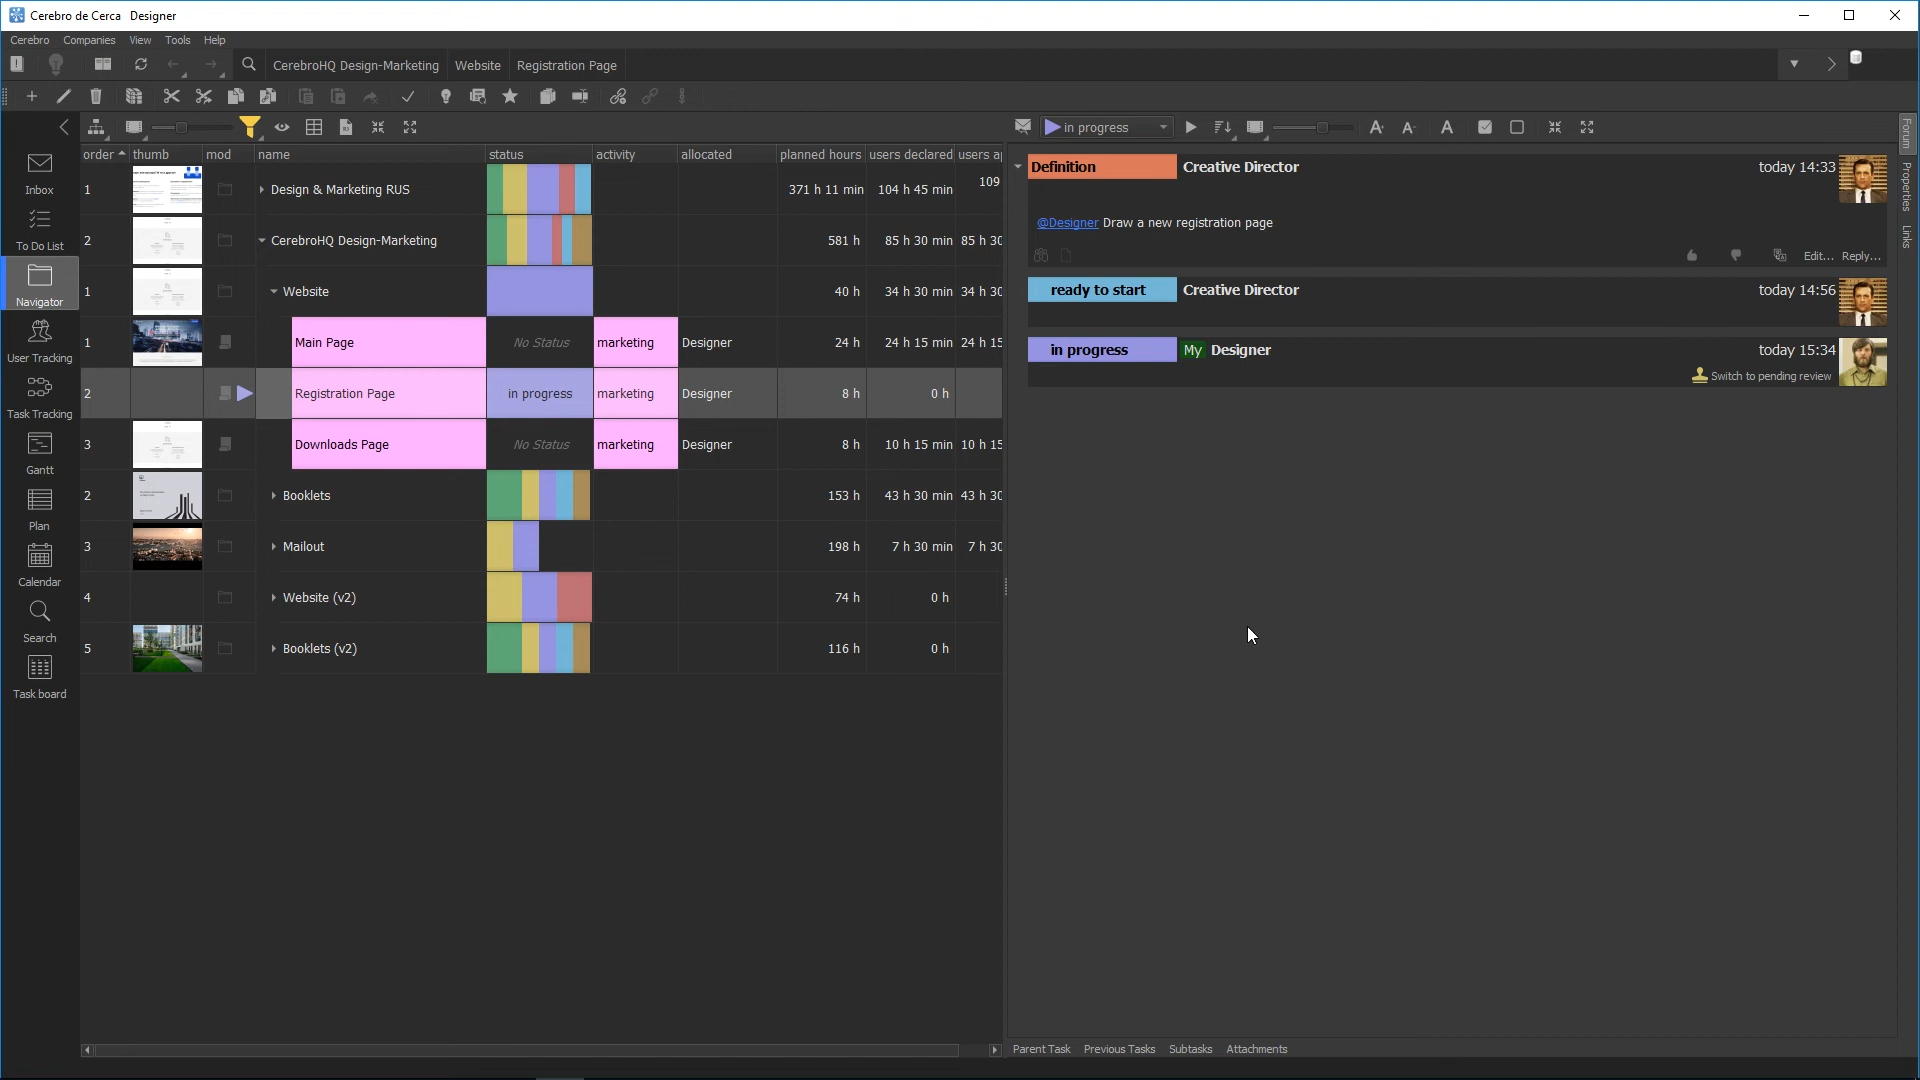 Cerebro de Cerca   Designer
Cerebro   Companies   View   Tools   Help
CerebroHQ Design-Marketing   Website   Registration Page
in progress
order   thumb   mod   name   status   activity   allocated   planned hours   users declared   users a
1   Design & Marketing RUS   371 h 11 min   104 h 45 min   109
2   CerebroHQ Design-Marketing   581 h   85 h 30 min   85 h 30
1   Website   40 h   34 h 30 min   34 h 30
1   Main Page   No Status   marketing   Designer   24 h   24 h 15 min   24 h 15
2   Registration Page   in progress   marketing   Designer   8 h   0 h
3   Downloads Page   No Status   marketing   Designer   8 h   10 h 15 min   10 h 15
2   Booklets   153 h   43 h 30 min   43 h 30
3   Mailout   198 h   7 h 30 min   7 h 30
4   Website (v2)   74 h   0 h
5   Booklets (v2)   116 h   0 h
Inbox
To Do List
Navigator
User Tracking
Task Tracking
Gantt
Plan
Calendar
Search
Task board
Definition   Creative Director   today 14:33
@Designer Draw a new registration page
Edit...   Reply...
ready to start   Creative Director   today 14:56
in progress   My   Designer   today 15:34
Switch to pending review
Forum
Properties
Links
Parent Task   Previous Tasks   Subtasks   Attachments